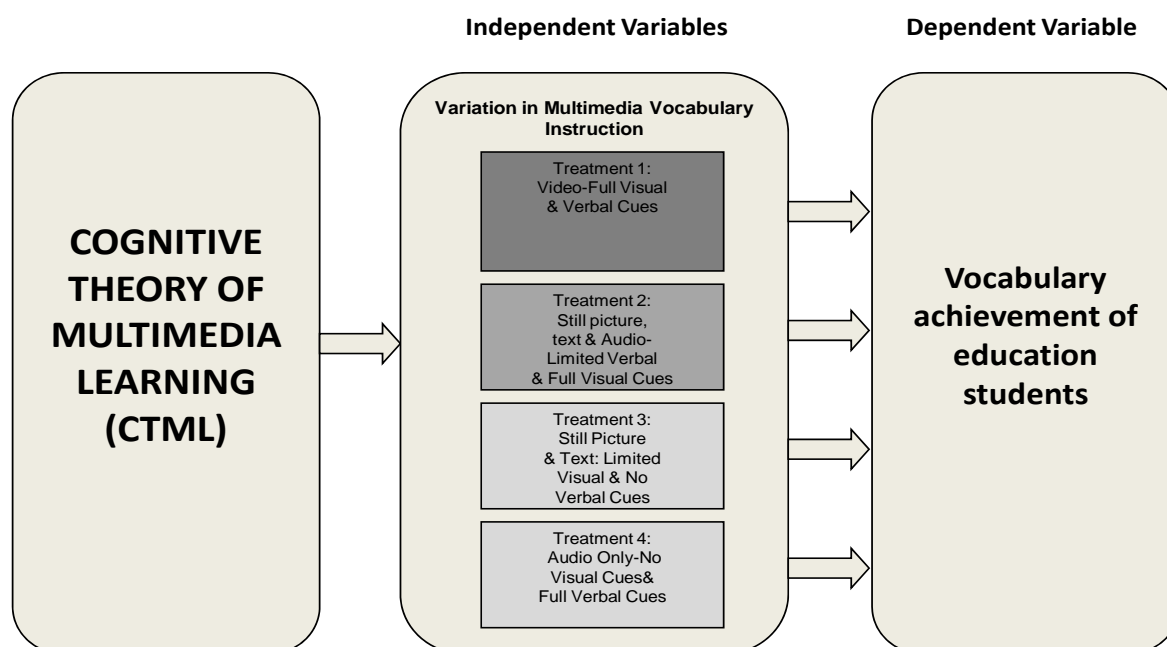 Independent Variables
Dependent Variable
COGNITIVE
THEORY OF
MULTIMEDIA
LEARNING
(CTML)
Variation in Multimedia Vocabulary
Instruction
Treatment 1:
Video-Full Visual
& Verbal Cues
Treatment 2:
Still picture,
text & Audio-
Limited Verbal
& Full Visual Cues
Treatment 3:
Still Picture
& Text: Limited
Visual & No
Verbal Cues
Treatment 4:
Audio Only-No
Visual Cues&
Full Verbal Cues
Vocabulary
achievement of
education
students